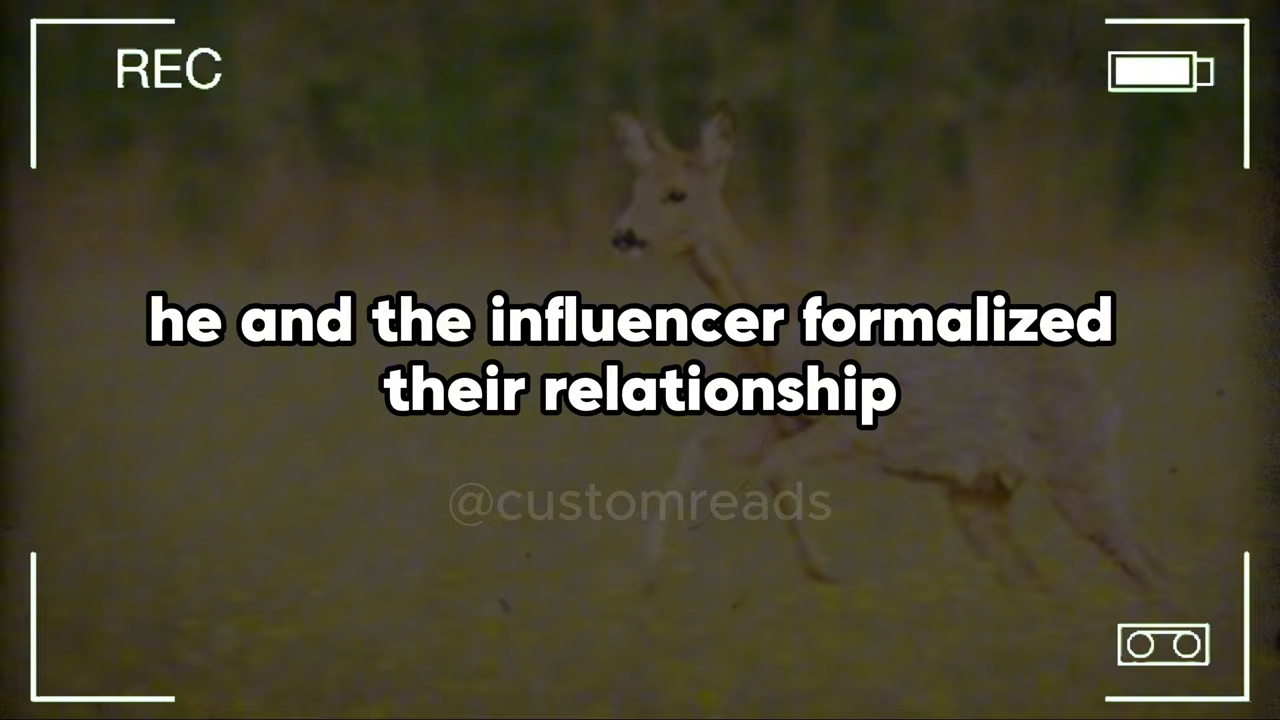 REC
he and the influencer formalized
their relationship
@customreads